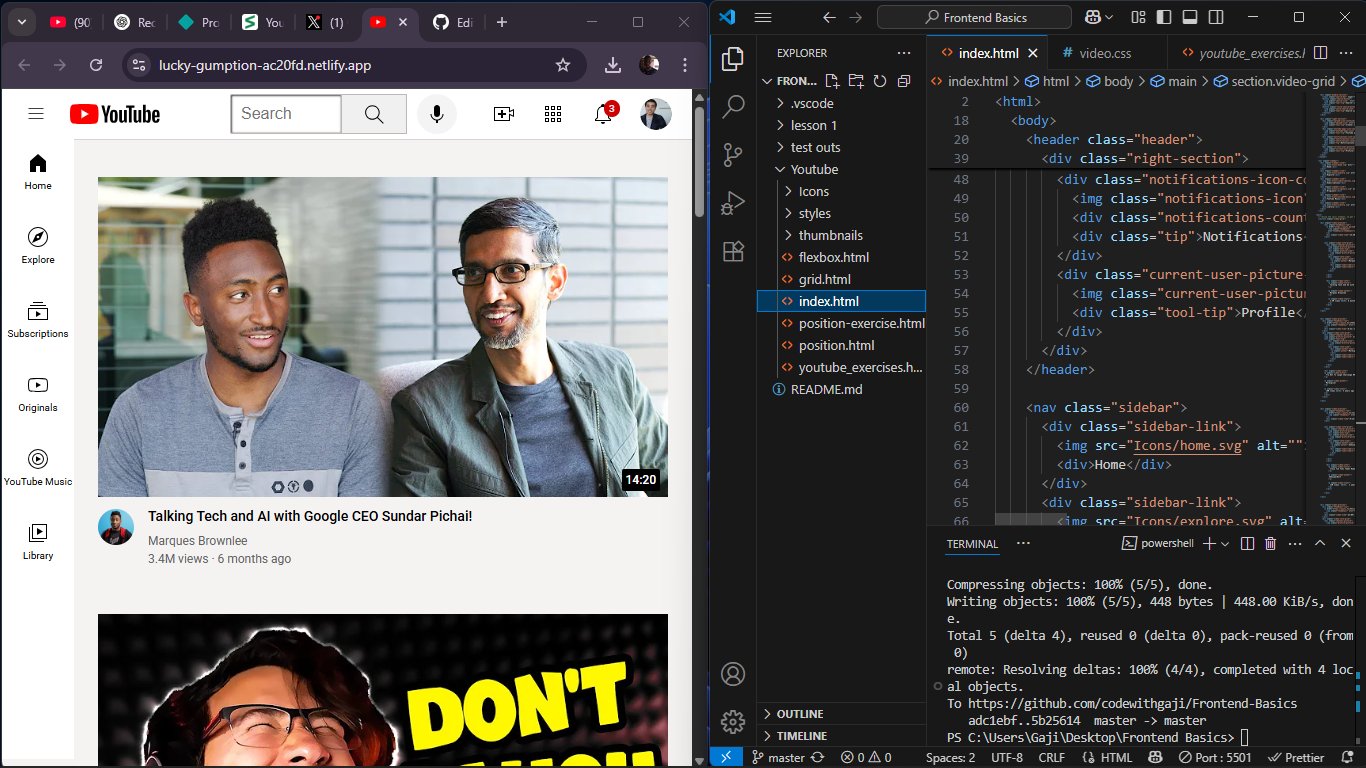 (90)
Rec
Pro
You
(1)
Edi
lucky-gumption-ac20fd.netlify.app
YouTube
Search
3
Home
Explore
Subscriptions
Originals
YouTube Music
Library
14:20
Talking Tech and AI with Google CEO Sundar Pichai!
Marques Brownlee
3.4M views · 6 months ago
DON'T
Frontend Basics
EXPLORER
FRON...
.vscode
lesson 1
test outs
Youtube
Icons
styles
thumbnails
flexbox.html
grid.html
index.html
position-exercise.html
position.html
youtube_exercises.h...
README.md
OUTLINE
TIMELINE
index.html
video.css
youtube_exercises.h
index.html > html > body > main > section.video-grid >
2 <html>
11 <body>
20 <header class="header">
39 <div class="right-section">
48 <div class="notifications-icon-co
49 <img class="notifications-icon"
50 <div class="notifications-count
51 <div class="tip">Notifications-
52 </div>
53 <div class="current-user-picture-
54 <img class="current-user-pictur
55 <div class="tool-tip">Profile</
56 </div>
57 </div>
58 </header>
59
60 <nav class="sidebar">
61 <div class="sidebar-link">
62 <img src="Icons/home.svg" alt="">
63 <div>Home</div>
64 </div>
65 <div class="sidebar-link">
66 <img src="Icons/explore.svg" alt=
TERMINAL
powershell
Compressing objects: 100% (5/5), done.
Writing objects: 100% (5/5), 448 bytes | 448.00 KiB/s, don
e.
Total 5 (delta 4), reused 0 (delta 0), pack-reused 0 (from
0)
remote: Resolving deltas: 100% (4/4), completed with 4 loc
al objects.
To https://github.com/codewithgaji/Frontend-Basics
adc1ebf..5b25614 master -> master
PS C:\Users\Gaji\Desktop\Frontend Basics>
master
0
0
Spaces: 2
UTF-8
CRLF
HTML
Port : 5501
Prettier